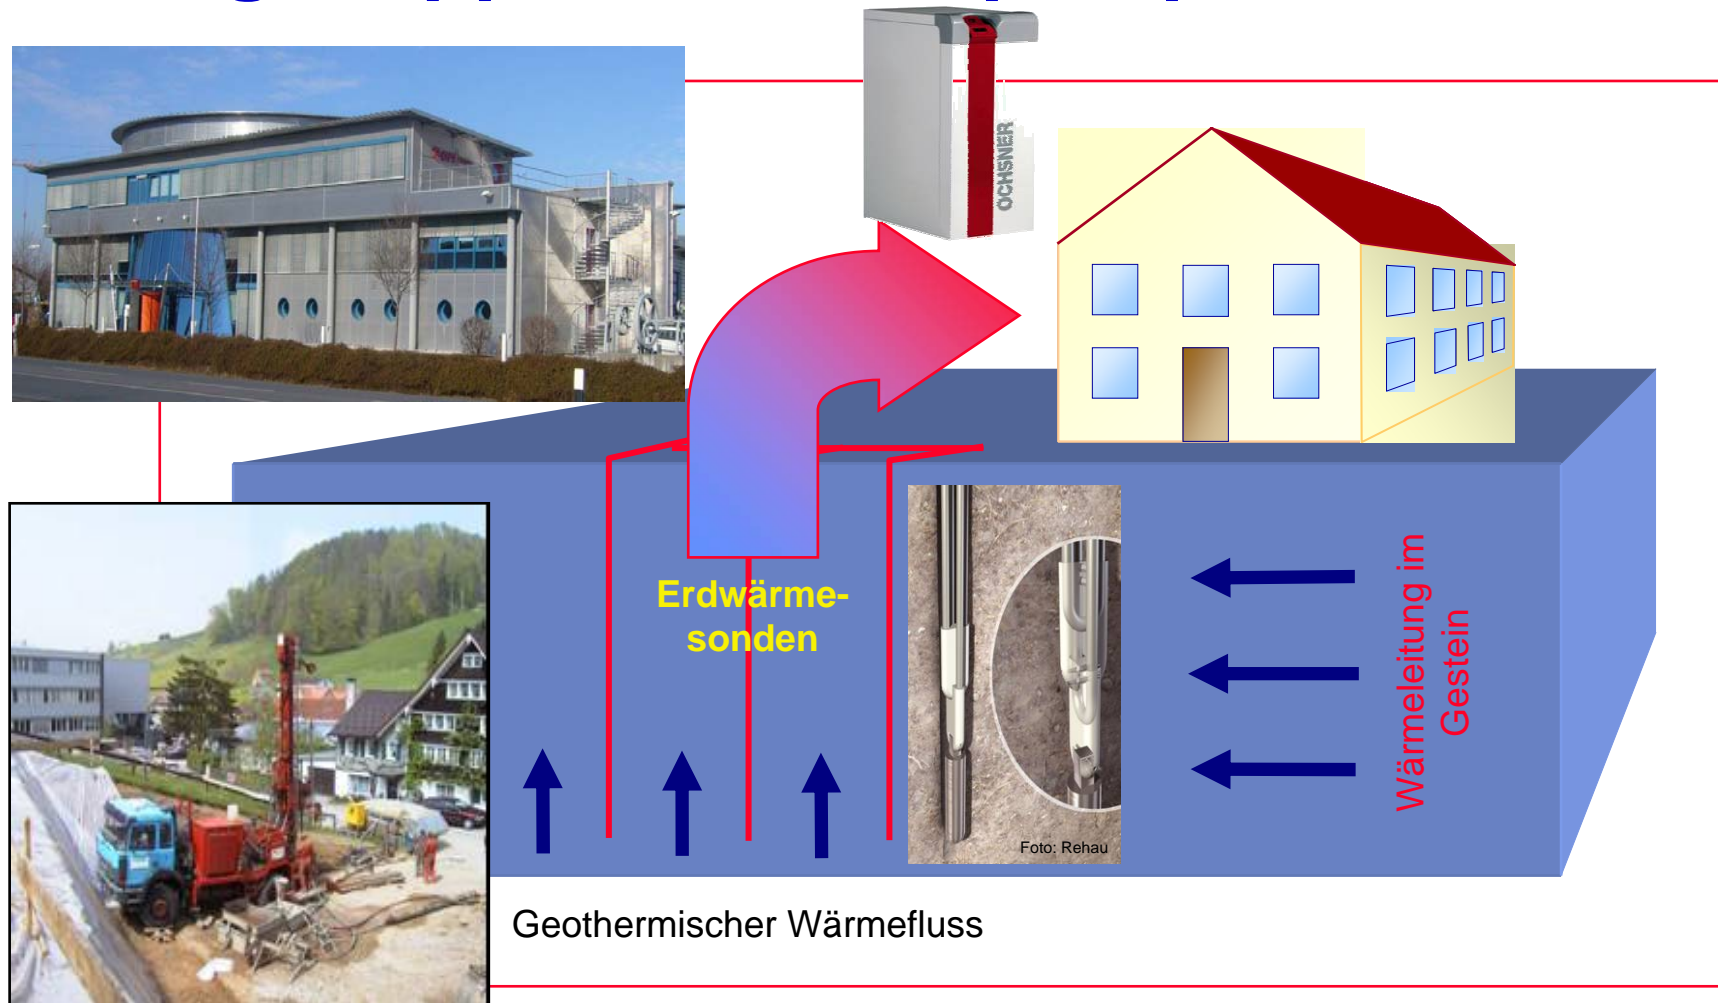 OCHSNER
Erdwärme-
sonden
Wärmeleitung im
Gestein
Foto: Rehau
Geothermischer Wärmefluss